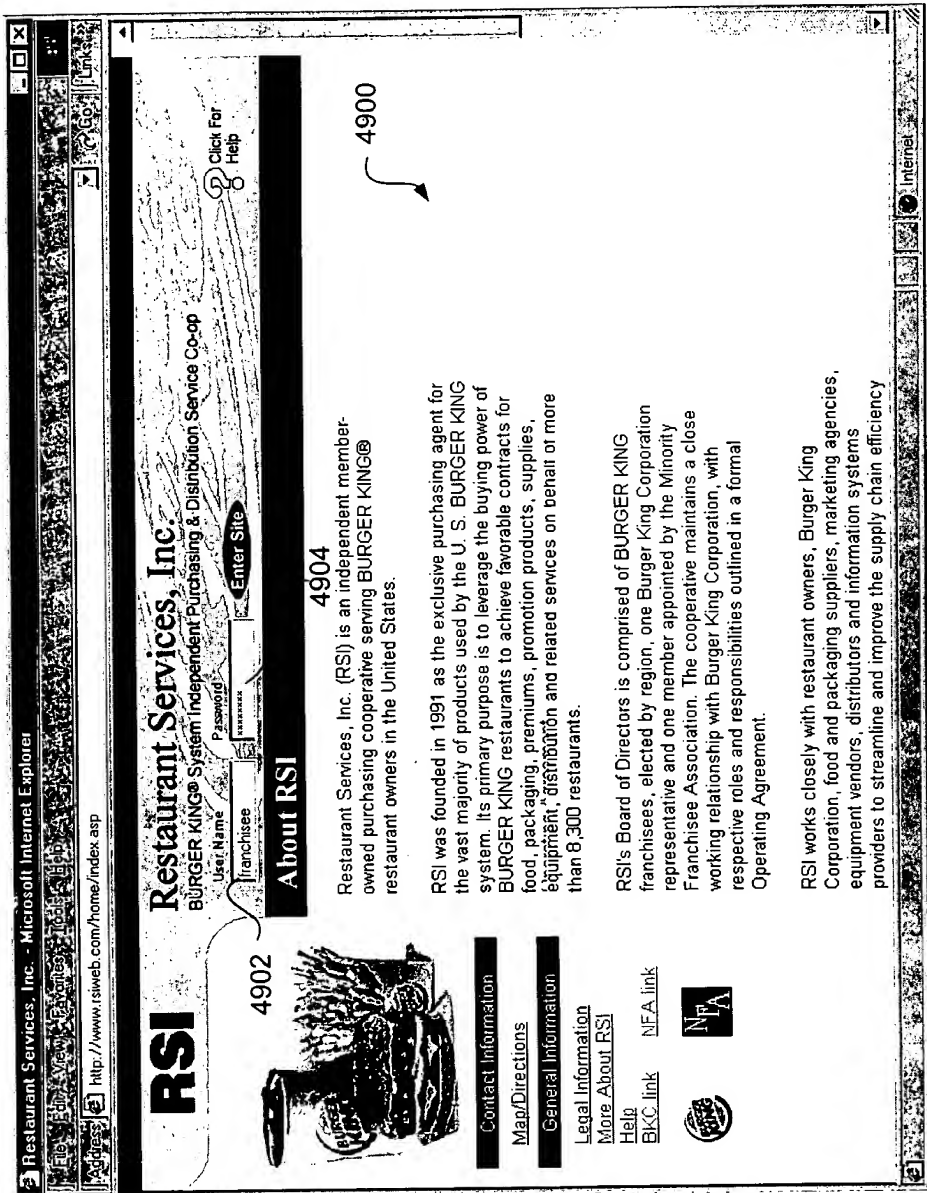 Restaurant Services, Inc. - Microsoft Internet Explorer
File Edit View Favorites Tools Help
Address http://www.rsiweb.com/home/index.asp Go Links
RSI
Restaurant Services, Inc.
BURGER KING® System Independent Purchasing & Distribution Service Co-op
User Name Password
franchisee xxxxxxxx Enter Site
Click For
Help
4902
4904
4900
About RSI
BURGER KING
Contact Information
Map/Directions
General Information
Legal Information
More About RSI
Help
BKC link NFA link
BURGER KING NFA
Restaurant Services, Inc. (RSI) is an independent member-
owned purchasing cooperative serving BURGER KING®
restaurant owners in the United States.
RSI was founded in 1991 as the exclusive purchasing agent for
the vast majority of products used by the U. S. BURGER KING
system. Its primary purpose is to leverage the buying power of
BURGER KING restaurants to achieve favorable contracts for
food, packaging, premiums, promotion products, supplies,
equipment, distribution and related services on behalf of more
than 8,300 restaurants.
RSI's Board of Directors is comprised of BURGER KING
franchisees, elected by region, one Burger King Corporation
representative and one member appointed by the Minority
Franchisee Association. The cooperative maintains a close
working relationship with Burger King Corporation, with
respective roles and responsibilities outlined in a formal
Operating Agreement.
RSI works closely with restaurant owners, Burger King
Corporation, food and packaging suppliers, marketing agencies,
equipment vendors, distributors and information systems
providers to streamline and improve the supply chain efficiency
Internet